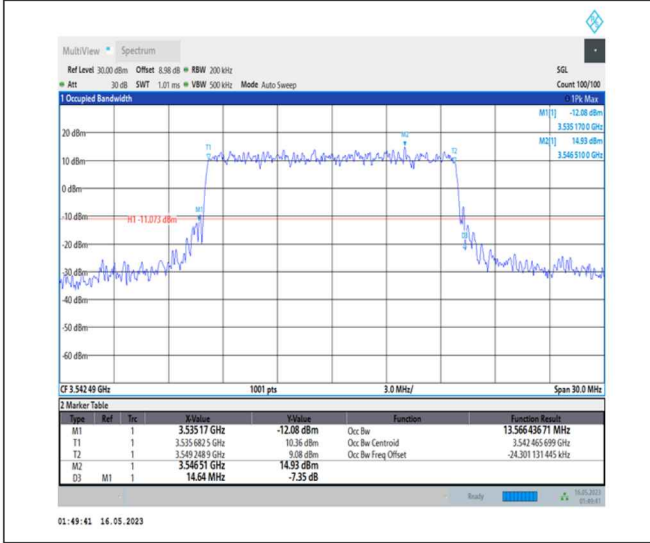 MultiView Spectrum
Ref Level 30.00 dBm Offset 8.98 dB RBW 200 kHz SGL
Att 30 dB SWT 1.01 ms VBW 500 kHz Mode Auto Sweep Count 100/100
1 Occupied Bandwidth 1Pk Max
M1[1] -12.08 dBm
3.535 170 0 GHz
M2[1] 14.93 dBm
3.546 510 0 GHz
20 dBm
T1 M2 T2
10 dBm
0 dBm
M1
-10 dBm H1 -11.073 dBm
D3
-20 dBm
-30 dBm
-40 dBm
-50 dBm
-60 dBm
CF 3.542 49 GHz 1001 pts 3.0 MHz/ Span 30.0 MHz
2 Marker Table
Type Ref Trc X-Value Y-Value Function Function Result
M1 1 3.535 17 GHz -12.08 dBm Occ Bw 13.566 436 71 MHz
T1 1 3.535 682 5 GHz 10.36 dBm Occ Bw Centroid 3.542 465 699 GHz
T2 1 3.549 248 9 GHz 9.08 dBm Occ Bw Freq Offset -24.301 131 445 kHz
M2 1 3.546 51 GHz 14.93 dBm
D3 M1 1 14.64 MHz -7.35 dB
Ready 16.05.2023
01:49:41
01:49:41 16.05.2023